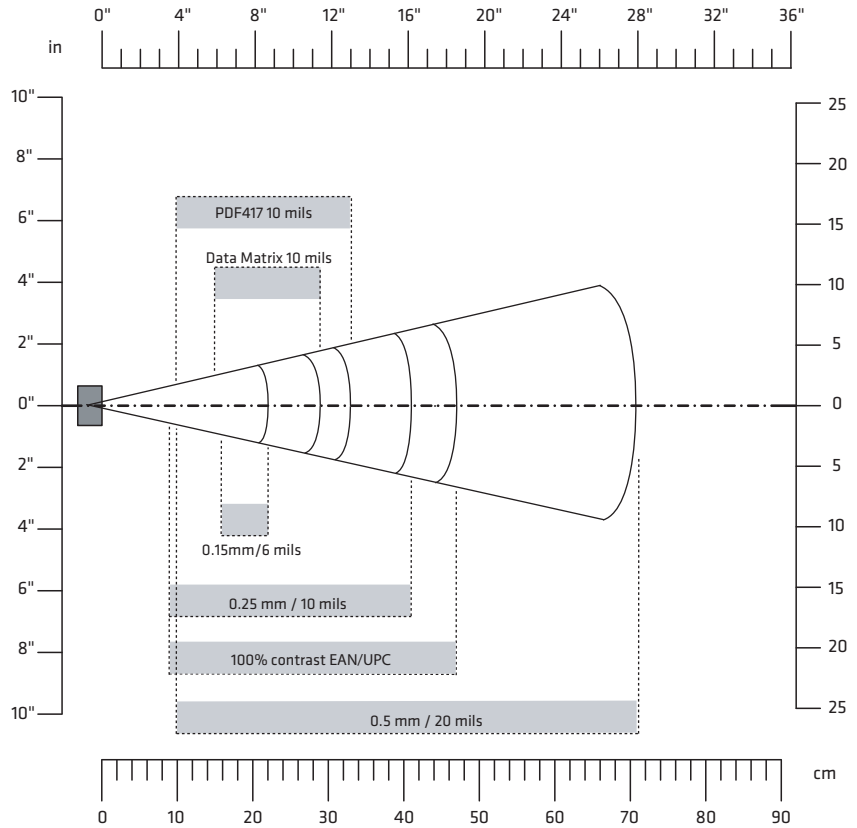 0" 4" 8" 12" 16" 20" 24" 28" 32" 36"
in
10"
8"
6"
4"
2"
0"
2"
4"
6"
8"
10"
25
20
15
10
5
0
5
10
15
20
25
PDF417 10 mils
Data Matrix 10 mils
0.15mm/6 mils
0.25 mm / 10 mils
100% contrast EAN/UPC
0.5 mm / 20 mils
cm
0 10 20 30 40 50 60 70 80 90